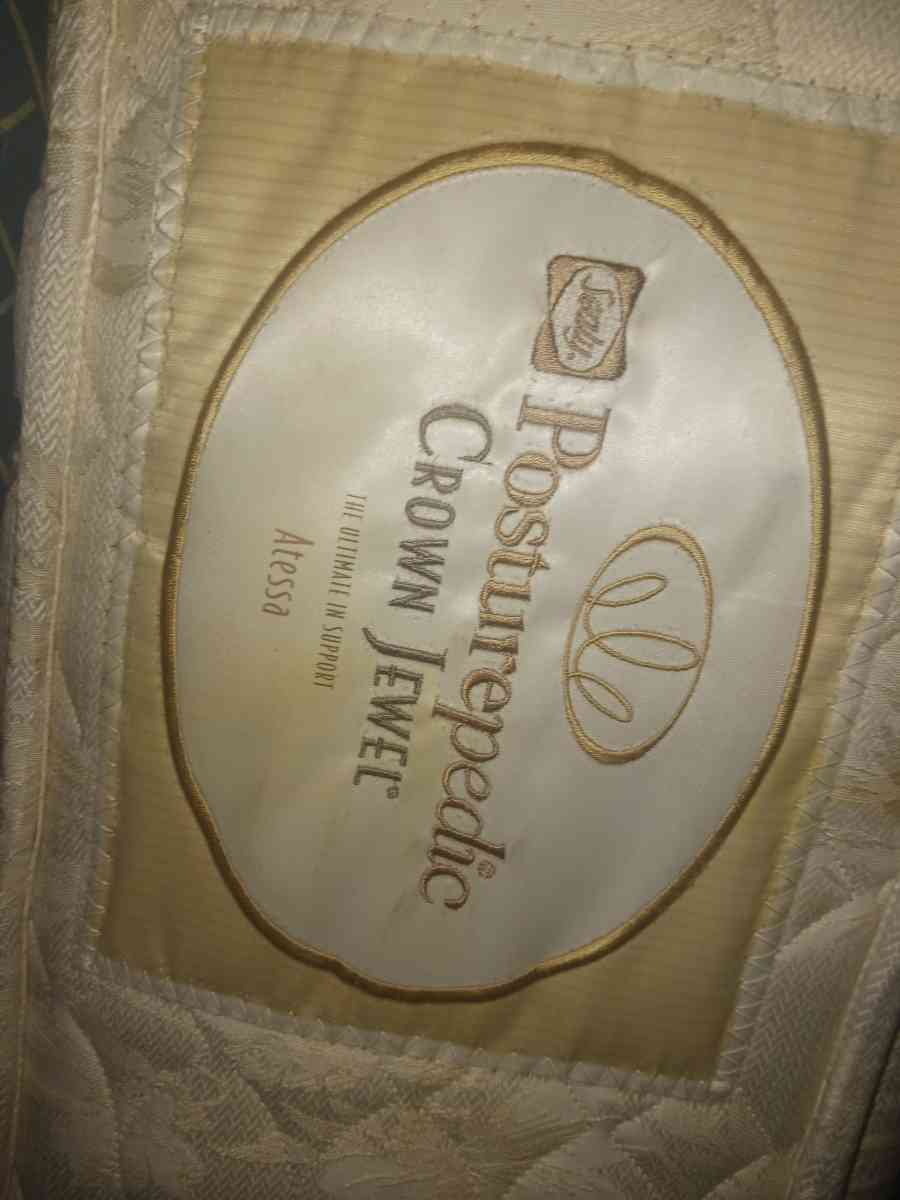 Sealy®
Posturepedic®
CROWN JEWEL®
THE ULTIMATE IN SUPPORT
Atessa